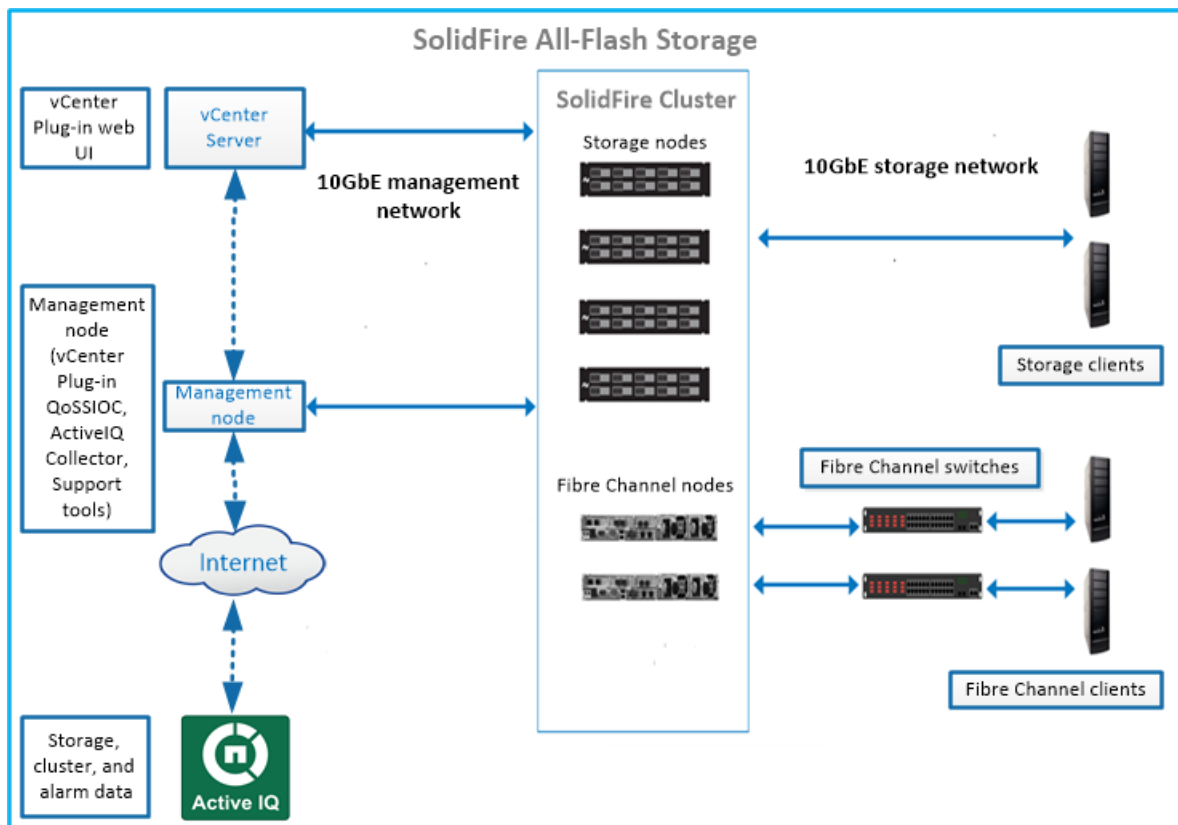 SolidFire All-Flash Storage
vCenter
Plug-in web
UI
vCenter
Server
10GbE management
network
SolidFire Cluster
Storage nodes
10GbE storage network
Storage clients
Management
node
(vCenter
Plug-in
QoSSIOC,
ActiveIQ
Collector,
Support
tools)
Management
node
Fibre Channel nodes
Fibre Channel switches
Fibre Channel clients
Internet
Storage,
cluster, and
alarm data
Active IQ